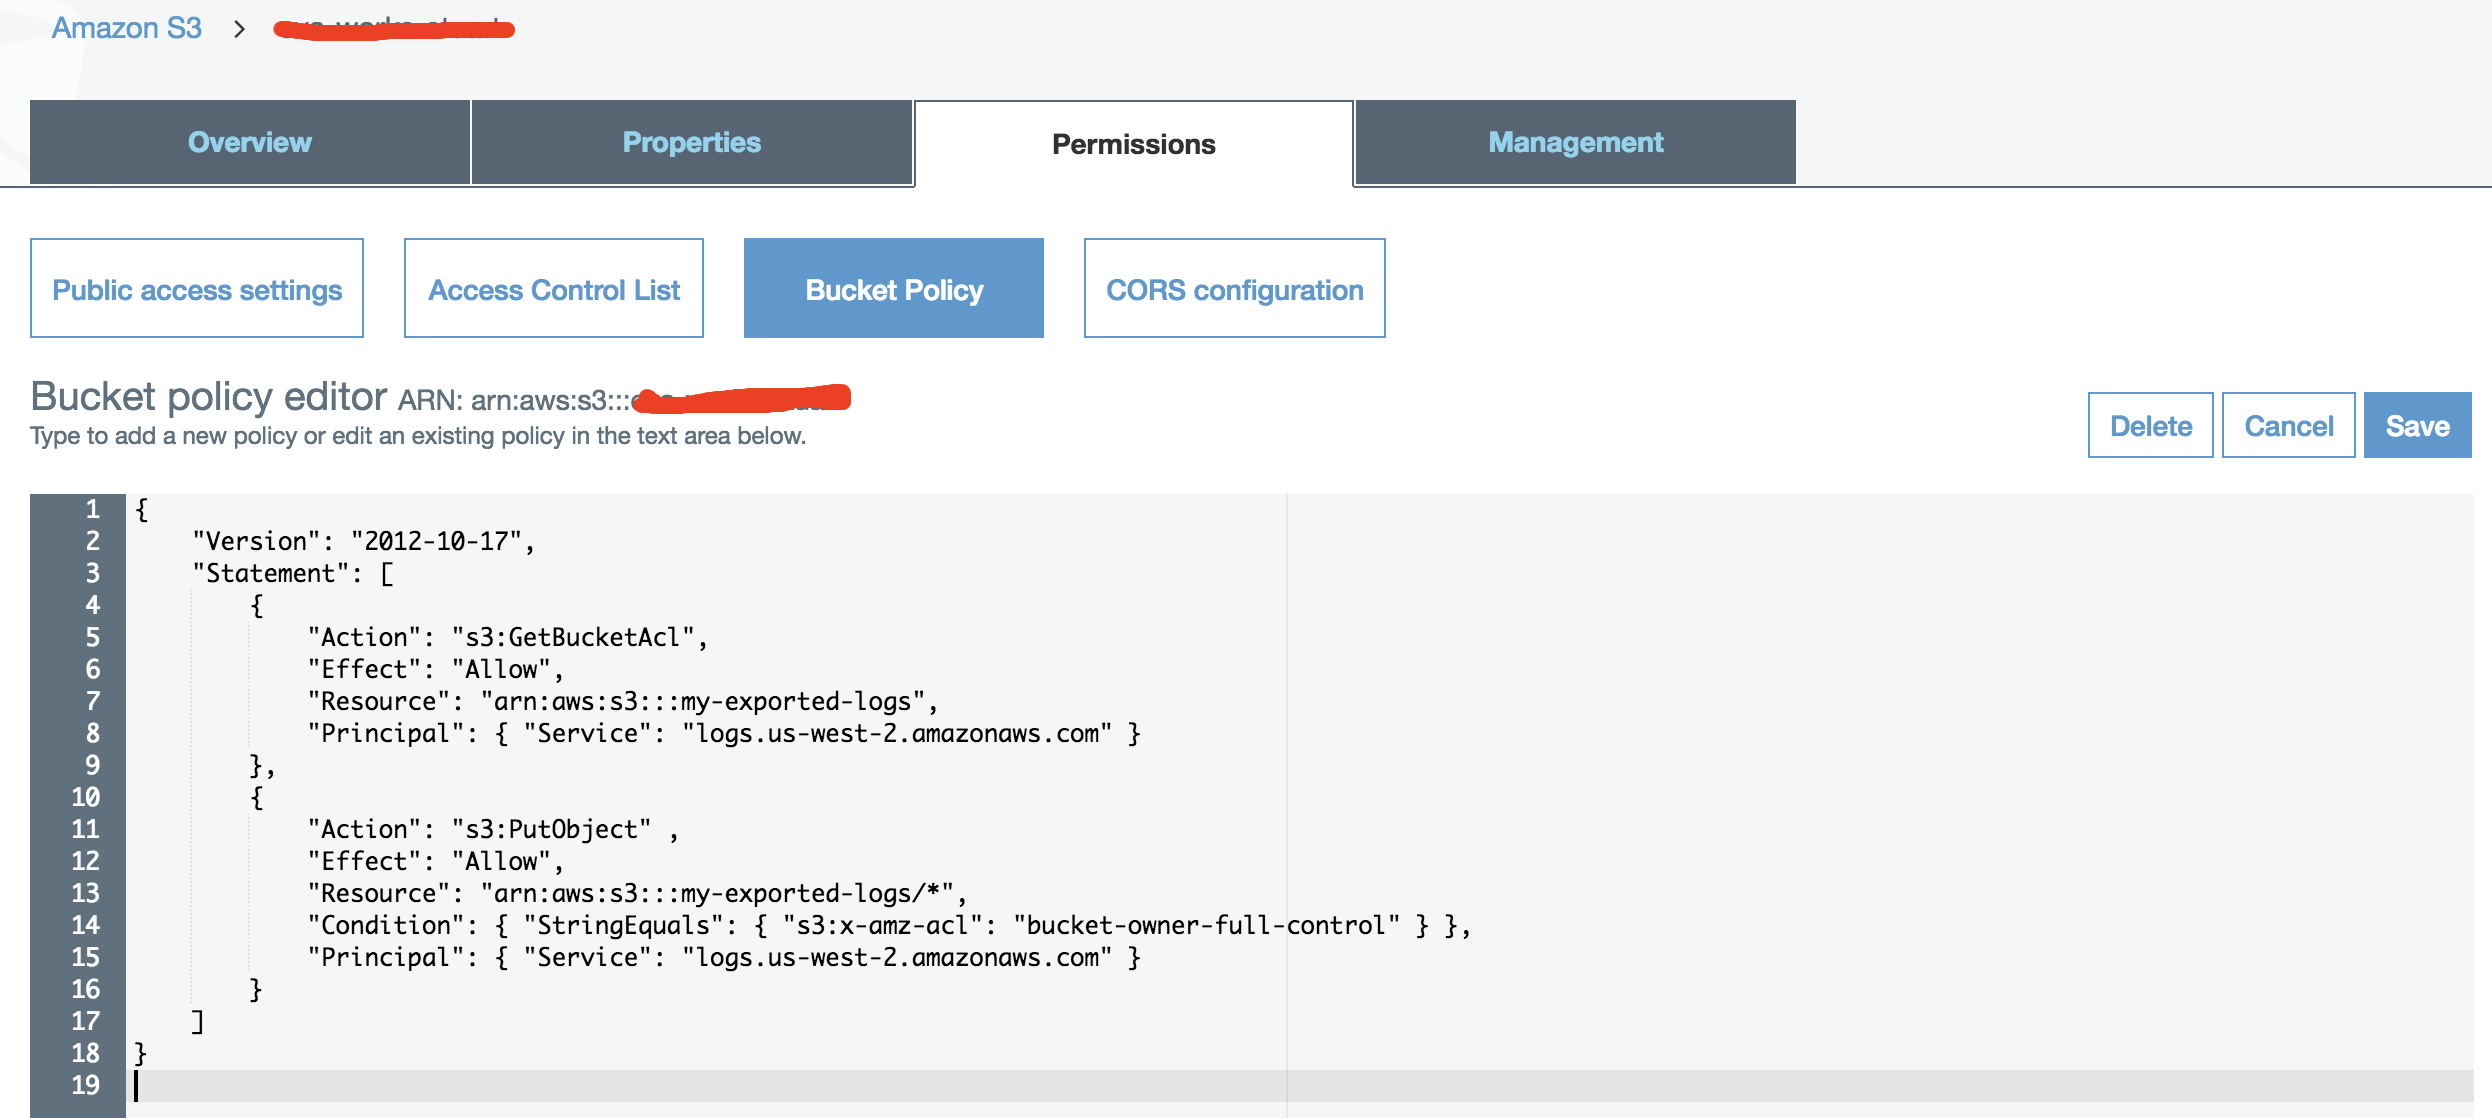 Amazon S3 >
Overview Properties Permissions Management
Public access settings Access Control List Bucket Policy CORS configuration
Bucket policy editor ARN: arn:aws:s3:::
Type to add a new policy or edit an existing policy in the text area below.
Delete Cancel Save
1 {
2 "Version": "2012-10-17",
3 "Statement": [
4 {
5 "Action": "s3:GetBucketAcl",
6 "Effect": "Allow",
7 "Resource": "arn:aws:s3:::my-exported-logs",
8 "Principal": { "Service": "logs.us-west-2.amazonaws.com" }
9 },
10 {
11 "Action": "s3:PutObject" ,
12 "Effect": "Allow",
13 "Resource": "arn:aws:s3:::my-exported-logs/*",
14 "Condition": { "StringEquals": { "s3:x-amz-acl": "bucket-owner-full-control" } },
15 "Principal": { "Service": "logs.us-west-2.amazonaws.com" }
16 }
17 ]
18 }
19